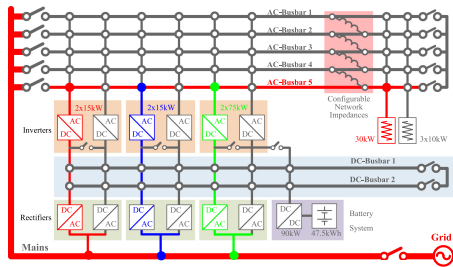 AC-Busbar 1
AC-Busbar 2
AC-Busbar 3
AC-Busbar 4
AC-Busbar 5
Configurable
Network
Impedances
2x15kW 2x15kW 2x75kW
Inverters
AC DC AC DC AC DC AC DC AC DC AC DC
30kW 3x10kW
DC-Busbar 1
DC-Busbar 2
Rectifiers
DC AC DC AC DC AC DC AC DC AC DC AC
DC DC
90kW 47.5kWh
Battery
System
Mains
Grid